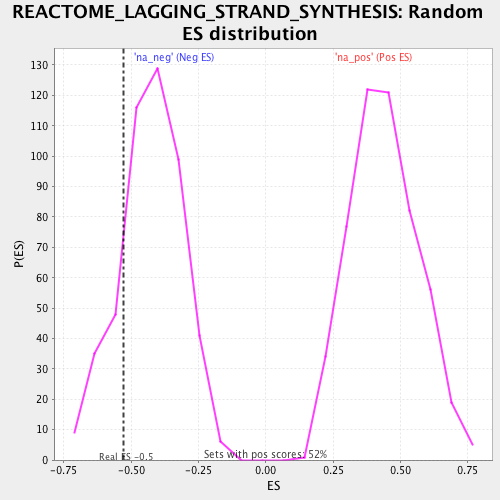 REACTOME_LAGGING_STRAND_SYNTHESIS: Random
ES distribution
'na_neg' (Neg ES)
'na_pos' (Pos ES)
130
120
110
100
90
80
70
60
50
40
30
20
10
0
P(ES)
Real ES -0.5
Sets with pos scores: 52%
-0.75
-0.50
-0.25
0.00
0.25
0.50
0.75
ES